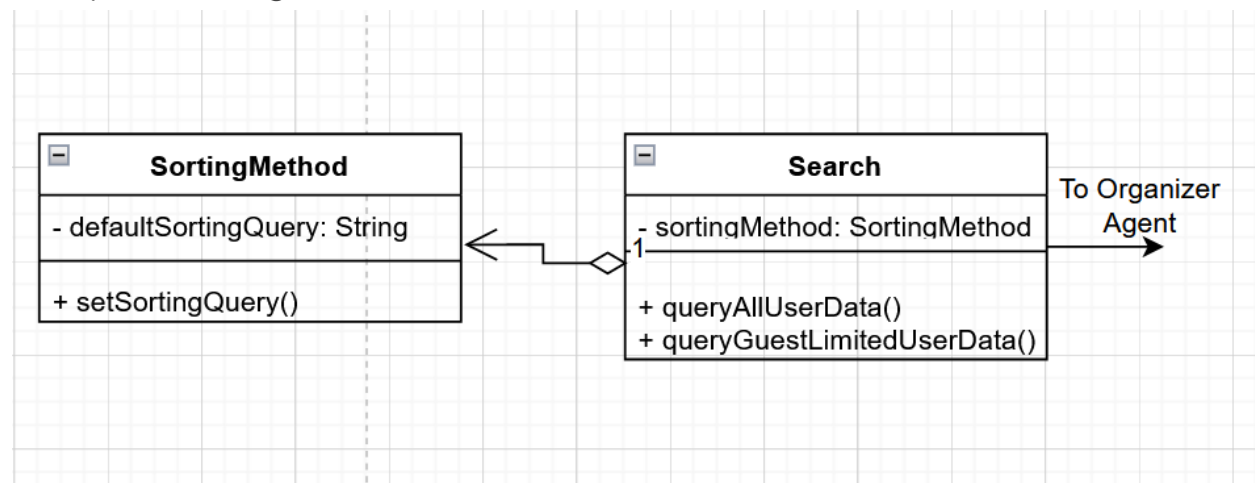 SortingMethod
- defaultSortingQuery: String
+ setSortingQuery()
Search
- sortingMethod: SortingMethod
1
+ queryAllUserData()
+ queryGuestLimitedUserData()
To Organizer
Agent